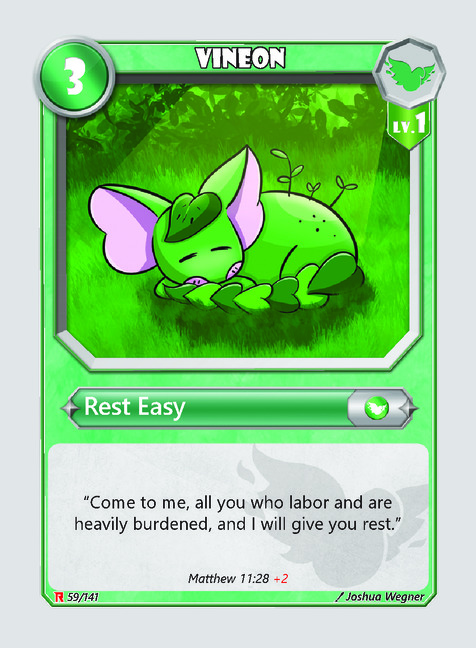 VINEON
3
LV.1
Rest Easy
“Come to me, all you who labor and are
heavily burdened, and I will give you rest.”
Matthew 11:28 +2
R 59/141
Joshua Wegner